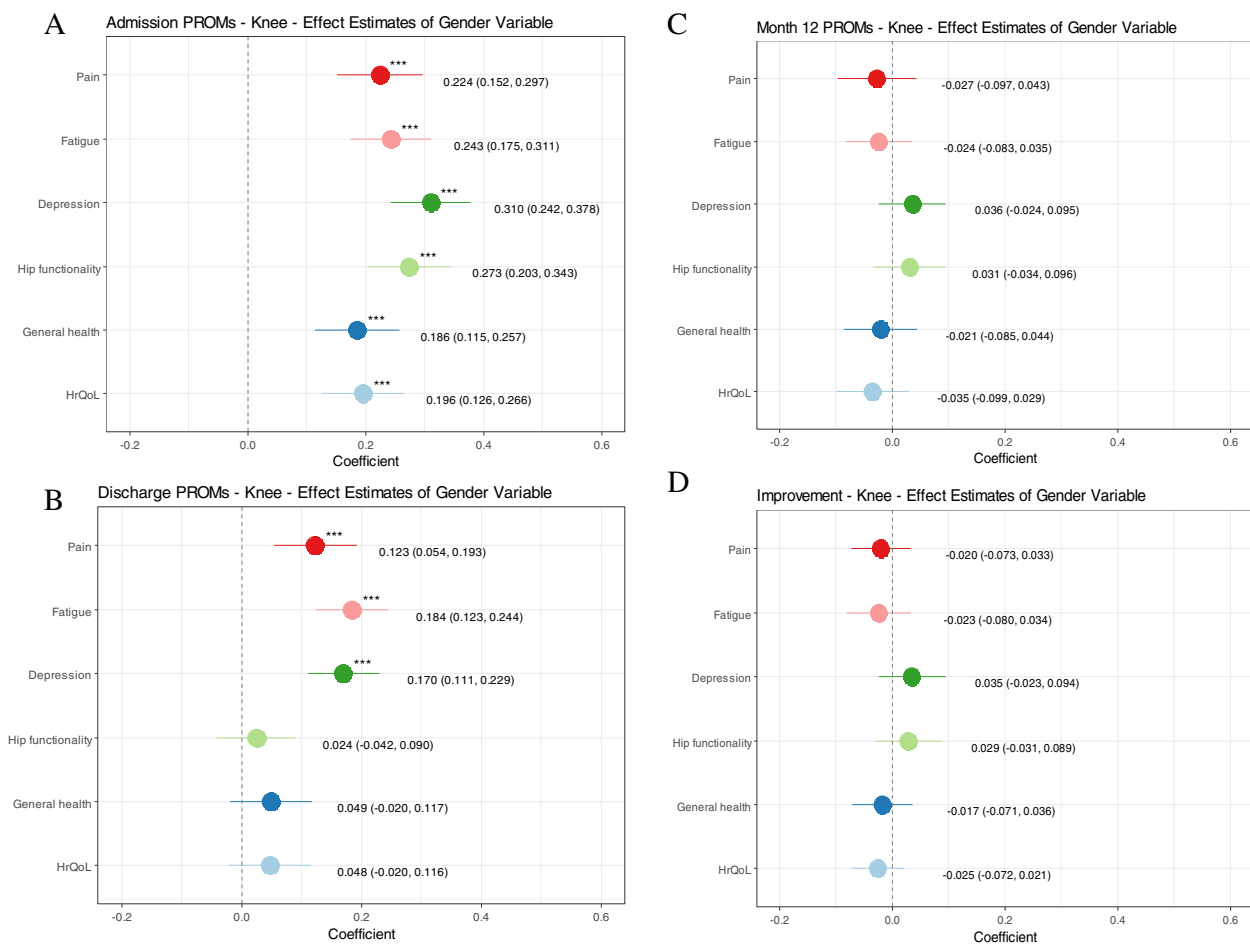 A
Admission PROMs - Knee - Effect Estimates of Gender Variable
Pain
***
0.224 (0.152, 0.297)
Fatigue
***
0.243 (0.175, 0.311)
Depression
***
0.310 (0.242, 0.378)
Hip functionality
***
0.273 (0.203, 0.343)
General health
***
0.186 (0.115, 0.257)
HrQoL
***
0.196 (0.126, 0.266)
-0.2 0.0 0.2 0.4 0.6
Coefficient
B
Discharge PROMs - Knee - Effect Estimates of Gender Variable
Pain
***
0.123 (0.054, 0.193)
Fatigue
***
0.184 (0.123, 0.244)
Depression
***
0.170 (0.111, 0.229)
Hip functionality
0.024 (-0.042, 0.090)
General health
0.049 (-0.020, 0.117)
HrQoL
0.048 (-0.020, 0.116)
-0.2 0.0 0.2 0.4 0.6
Coefficient
C
Month 12 PROMs - Knee - Effect Estimates of Gender Variable
Pain
-0.027 (-0.097, 0.043)
Fatigue
-0.024 (-0.083, 0.035)
Depression
0.036 (-0.024, 0.095)
Hip functionality
0.031 (-0.034, 0.096)
General health
-0.021 (-0.085, 0.044)
HrQoL
-0.035 (-0.099, 0.029)
-0.2 0.0 0.2 0.4 0.6
Coefficient
D
Improvement - Knee - Effect Estimates of Gender Variable
Pain
-0.020 (-0.073, 0.033)
Fatigue
-0.023 (-0.080, 0.034)
Depression
0.035 (-0.023, 0.094)
Hip functionality
0.029 (-0.031, 0.089)
General health
-0.017 (-0.071, 0.036)
HrQoL
-0.025 (-0.072, 0.021)
-0.2 0.0 0.2 0.4 0.6
Coefficient